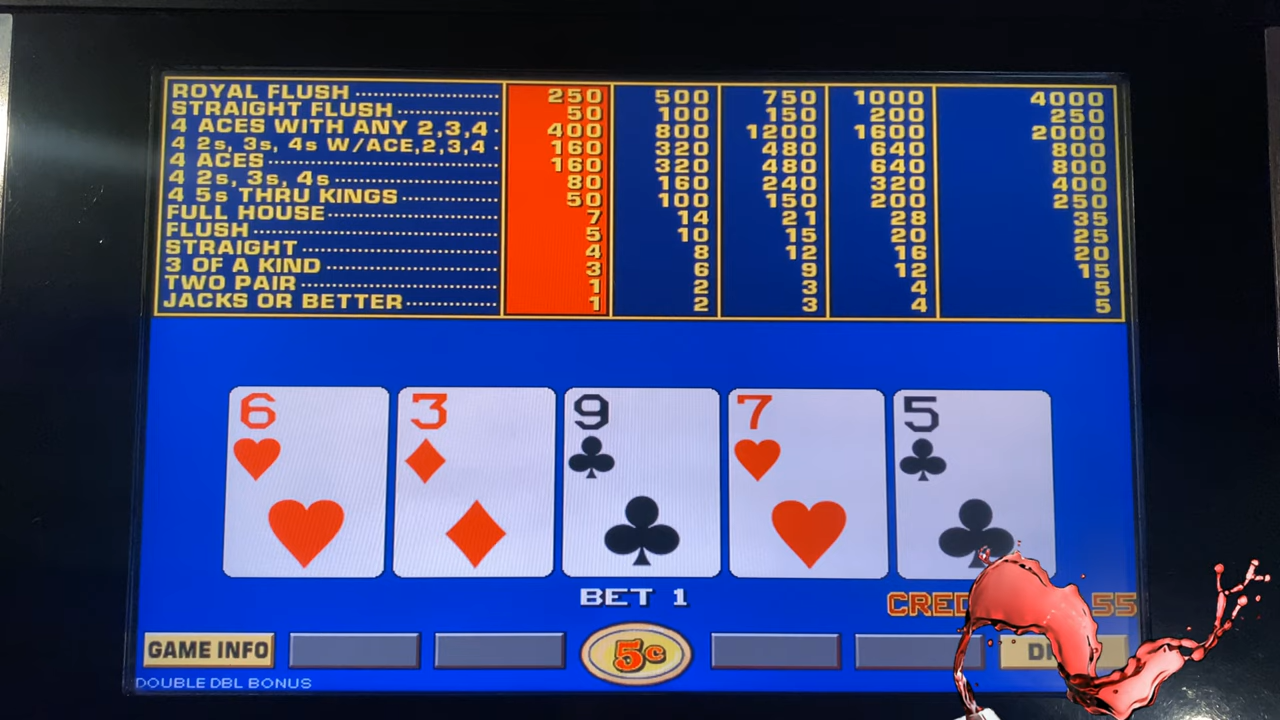 ROYAL FLUSH 250 500 750 1000 4000
STRAIGHT FLUSH 50 100 150 200 250
4 ACES WITH ANY 2,3,4 400 800 1200 1600 2000
4 2s, 3s, 4s W/ACE,2,3,4 160 320 480 640 800
4 ACES 160 320 480 640 800
4 2s, 3s, 4s 80 160 240 320 400
4 5s THRU KINGS 50 100 150 200 250
FULL HOUSE 7 14 21 28 35
FLUSH 5 10 15 20 25
STRAIGHT 4 8 12 16 20
3 OF A KIND 3 6 9 12 15
TWO PAIR 1 2 3 4 5
JACKS OR BETTER 1 2 3 4 5
6 3 9 7 5
BET 1
GAME INFO 5¢
DOUBLE DBL BONUS